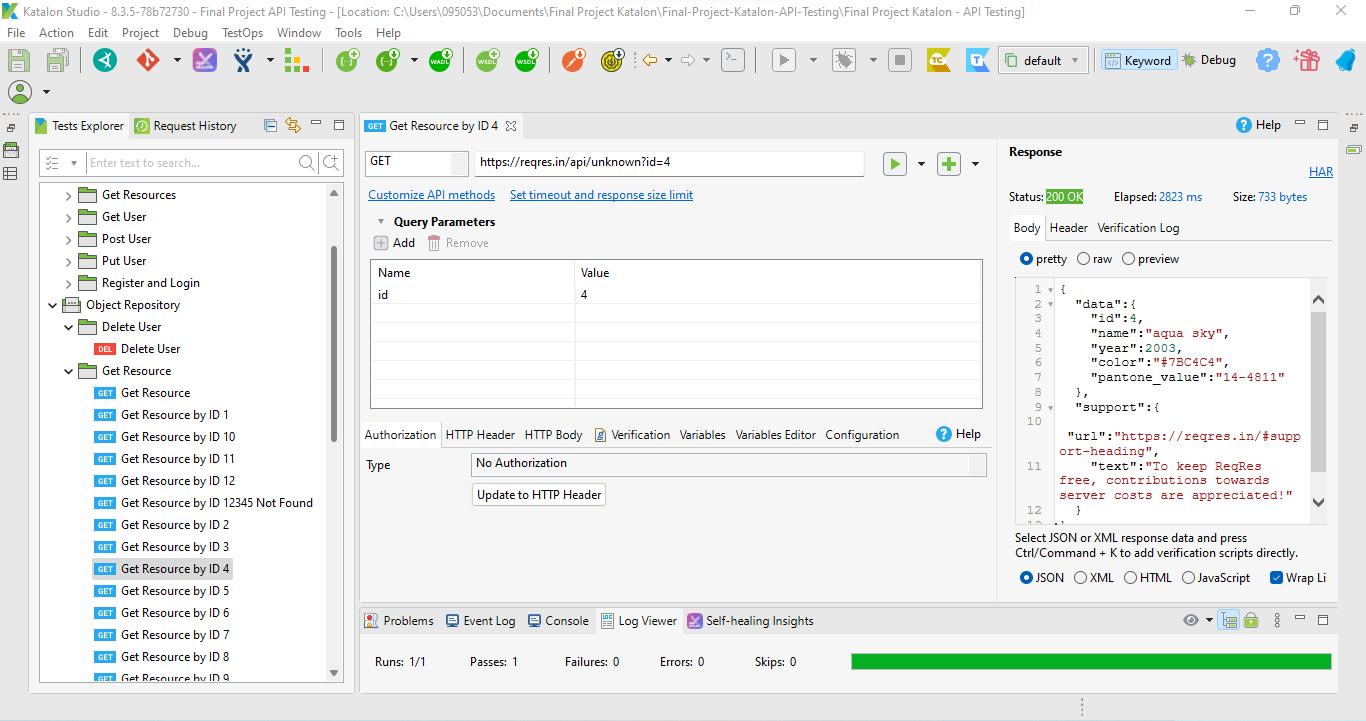 Katalon Studio - 8.3.5-78b72730 - Final Project API Testing - [Location: C:\Users\095053\Documents\Final Project Katalon\Final-Project-Katalon-API-Testing\Final Project Katalon - API Testing]
File Action Edit Project Debug TestOps Window Tools Help
WADL WSDL WSDL TC T default Keyword Debug
Tests Explorer Request History
GET Get Resource by ID 4
Help
Enter text to search...
Get Resources
Get User
Post User
Put User
Register and Login
Object Repository
Delete User
DEL Delete User
Get Resource
GET Get Resource
GET Get Resource by ID 1
GET Get Resource by ID 10
GET Get Resource by ID 11
GET Get Resource by ID 12
GET Get Resource by ID 12345 Not Found
GET Get Resource by ID 2
GET Get Resource by ID 3
GET Get Resource by ID 4
GET Get Resource by ID 5
GET Get Resource by ID 6
GET Get Resource by ID 7
GET Get Resource by ID 8
GET Get Resource by ID 9
GET https://reqres.in/api/unknown?id=4
Customize API methods Set timeout and response size limit
Query Parameters
Add Remove
Name Value
id 4
Authorization HTTP Header HTTP Body Verification Variables Variables Editor Configuration Help
Type No Authorization
Update to HTTP Header
Response
HAR
Status: 200 OK Elapsed: 2823 ms Size: 733 bytes
Body Header Verification Log
pretty raw preview
1 {
2 "data":{
3 "id":4,
4 "name":"aqua sky",
5 "year":2003,
6 "color":"#7BC4C4",
7 "pantone_value":"14-4811"
8 },
9 "support":{
10
"url":"https://reqres.in/#supp
ort-heading",
11 "text":"To keep ReqRes
free, contributions towards
server costs are appreciated!"
12 }
13 }
Select JSON or XML response data and press
Ctrl/Command + K to add verification scripts directly.
JSON XML HTML JavaScript Wrap Li
Problems Event Log Console Log Viewer Self-healing Insights
Runs: 1/1 Passes: 1 Failures: 0 Errors: 0 Skips: 0